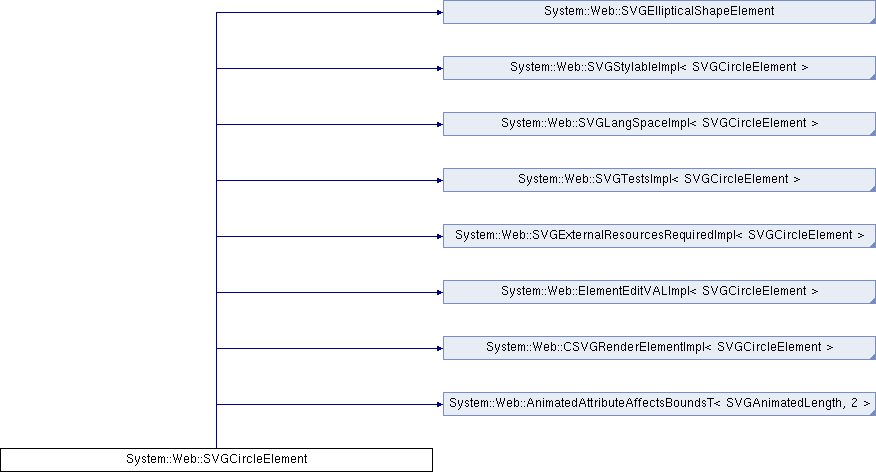 System::Web::SVGEllipticalShapeElement
System::Web::SVGStylableImpl< SVGCircleElement >
System::Web::SVGLangSpaceImpl< SVGCircleElement >
System::Web::SVGTestsImpl< SVGCircleElement >
System::Web::SVGExternalResourcesRequiredImpl< SVGCircleElement >
System::Web::ElementEditVALImpl< SVGCircleElement >
System::Web::CSVGRenderElementImpl< SVGCircleElement >
System::Web::AnimatedAttributeAffectsBoundsT< SVGAnimatedLength, 2 >
System::Web::SVGCircleElement